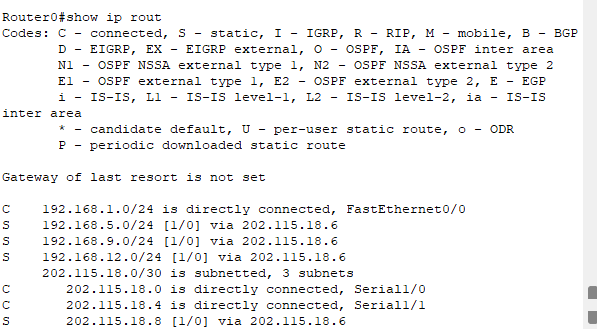 Router0#show ip rout
Codes: C - connected, S - static, I - IGRP, R - RIP, M - mobile, B - BGP
       D - EIGRP, EX - EIGRP external, O - OSPF, IA - OSPF inter area
       N1 - OSPF NSSA external type 1, N2 - OSPF NSSA external type 2
       E1 - OSPF external type 1, E2 - OSPF external type 2, E - EGP
       i - IS-IS, L1 - IS-IS level-1, L2 - IS-IS level-2, ia - IS-IS
inter area
       * - candidate default, U - per-user static route, o - ODR
       P - periodic downloaded static route
Gateway of last resort is not set
C    192.168.1.0/24 is directly connected, FastEthernet0/0
S    192.168.5.0/24 [1/0] via 202.115.18.6
S    192.168.9.0/24 [1/0] via 202.115.18.6
S    192.168.12.0/24 [1/0] via 202.115.18.6
     202.115.18.0/30 is subnetted, 3 subnets
C       202.115.18.0 is directly connected, Serial1/0
C       202.115.18.4 is directly connected, Serial1/1
S       202.115.18.8 [1/0] via 202.115.18.6